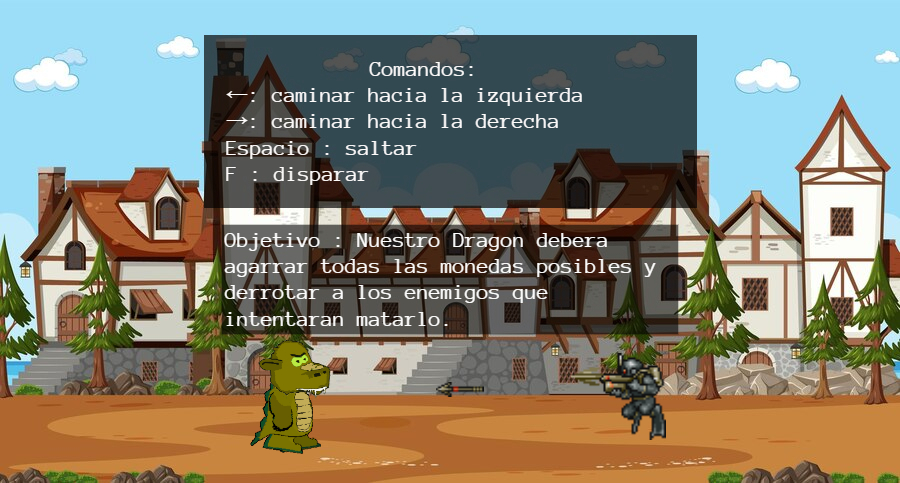 Comandos:
←: caminar hacia la izquierda
→: caminar hacia la derecha
Espacio : saltar
F : disparar
Objetivo : Nuestro Dragon debera
agarrar todas las monedas posibles y
derrotar a los enemigos que
intentaran matarlo.